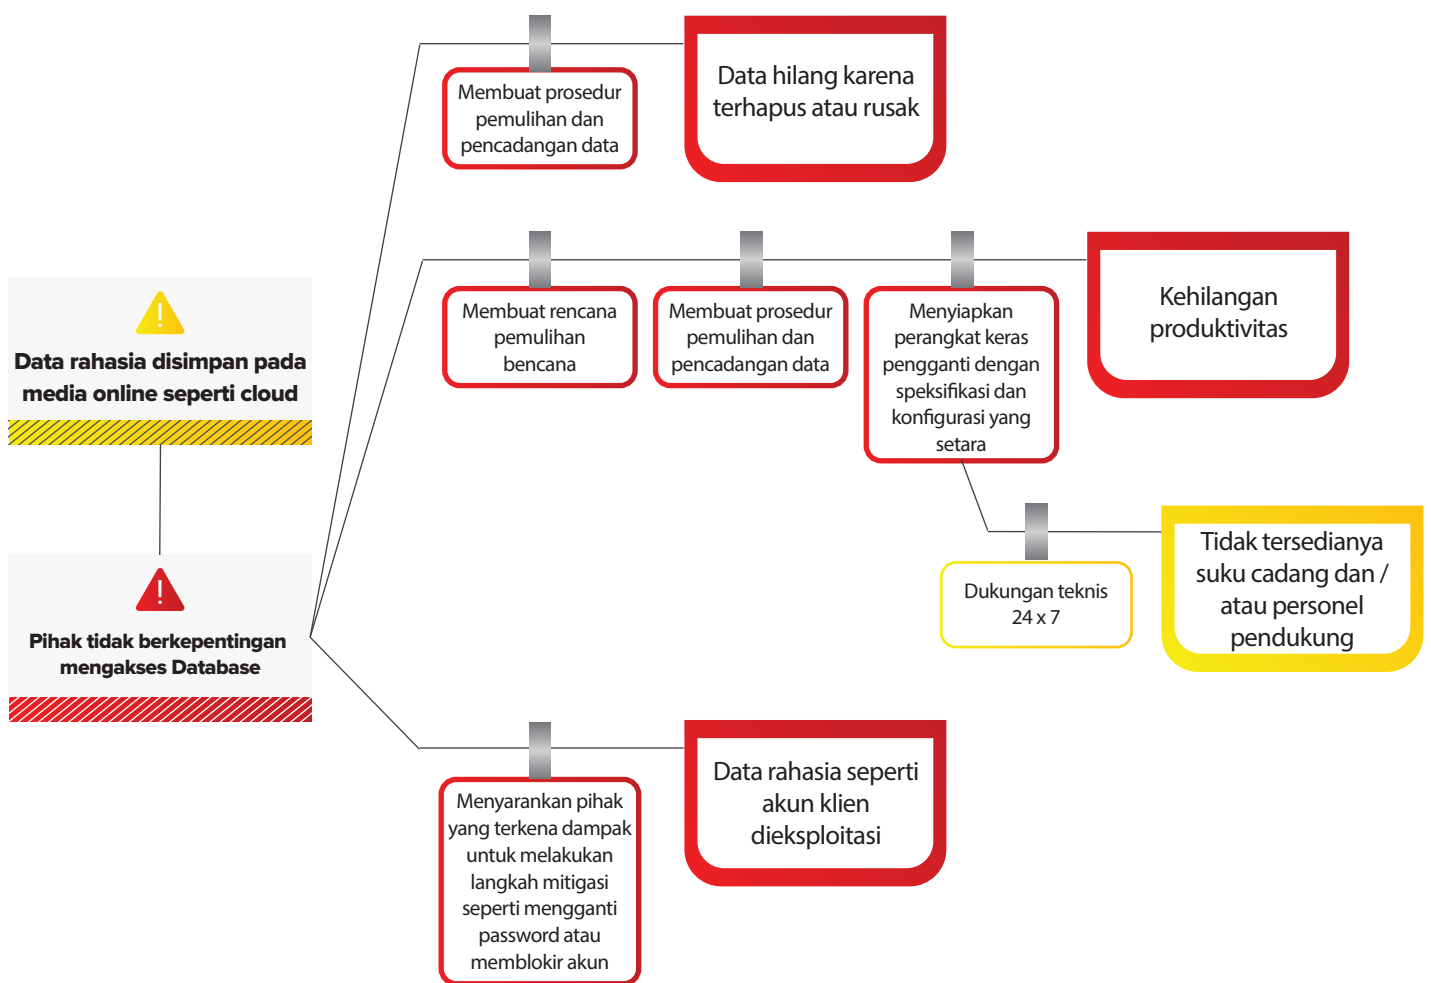 Membuat prosedur
pemulihan dan
pencadangan data
Data hilang karena
terhapus atau rusak
Membuat rencana
pemulihan
bencana
Membuat prosedur
pemulihan dan
pencadangan data
Menyiapkan
perangkat keras
pengganti dengan
speksifikasi dan
konfigurasi yang
setara
Kehilangan
produktivitas
Data rahasia disimpan pada
media online seperti cloud
Pihak tidak berkepentingan
mengakses Database
Dukungan teknis
24 x 7
Tidak tersedianya
suku cadang dan /
atau personel
pendukung
Menyarankan pihak
yang terkena dampak
untuk melakukan
langkah mitigasi
seperti mengganti
password atau
memblokir akun
Data rahasia seperti
akun klien
dieksploitasi